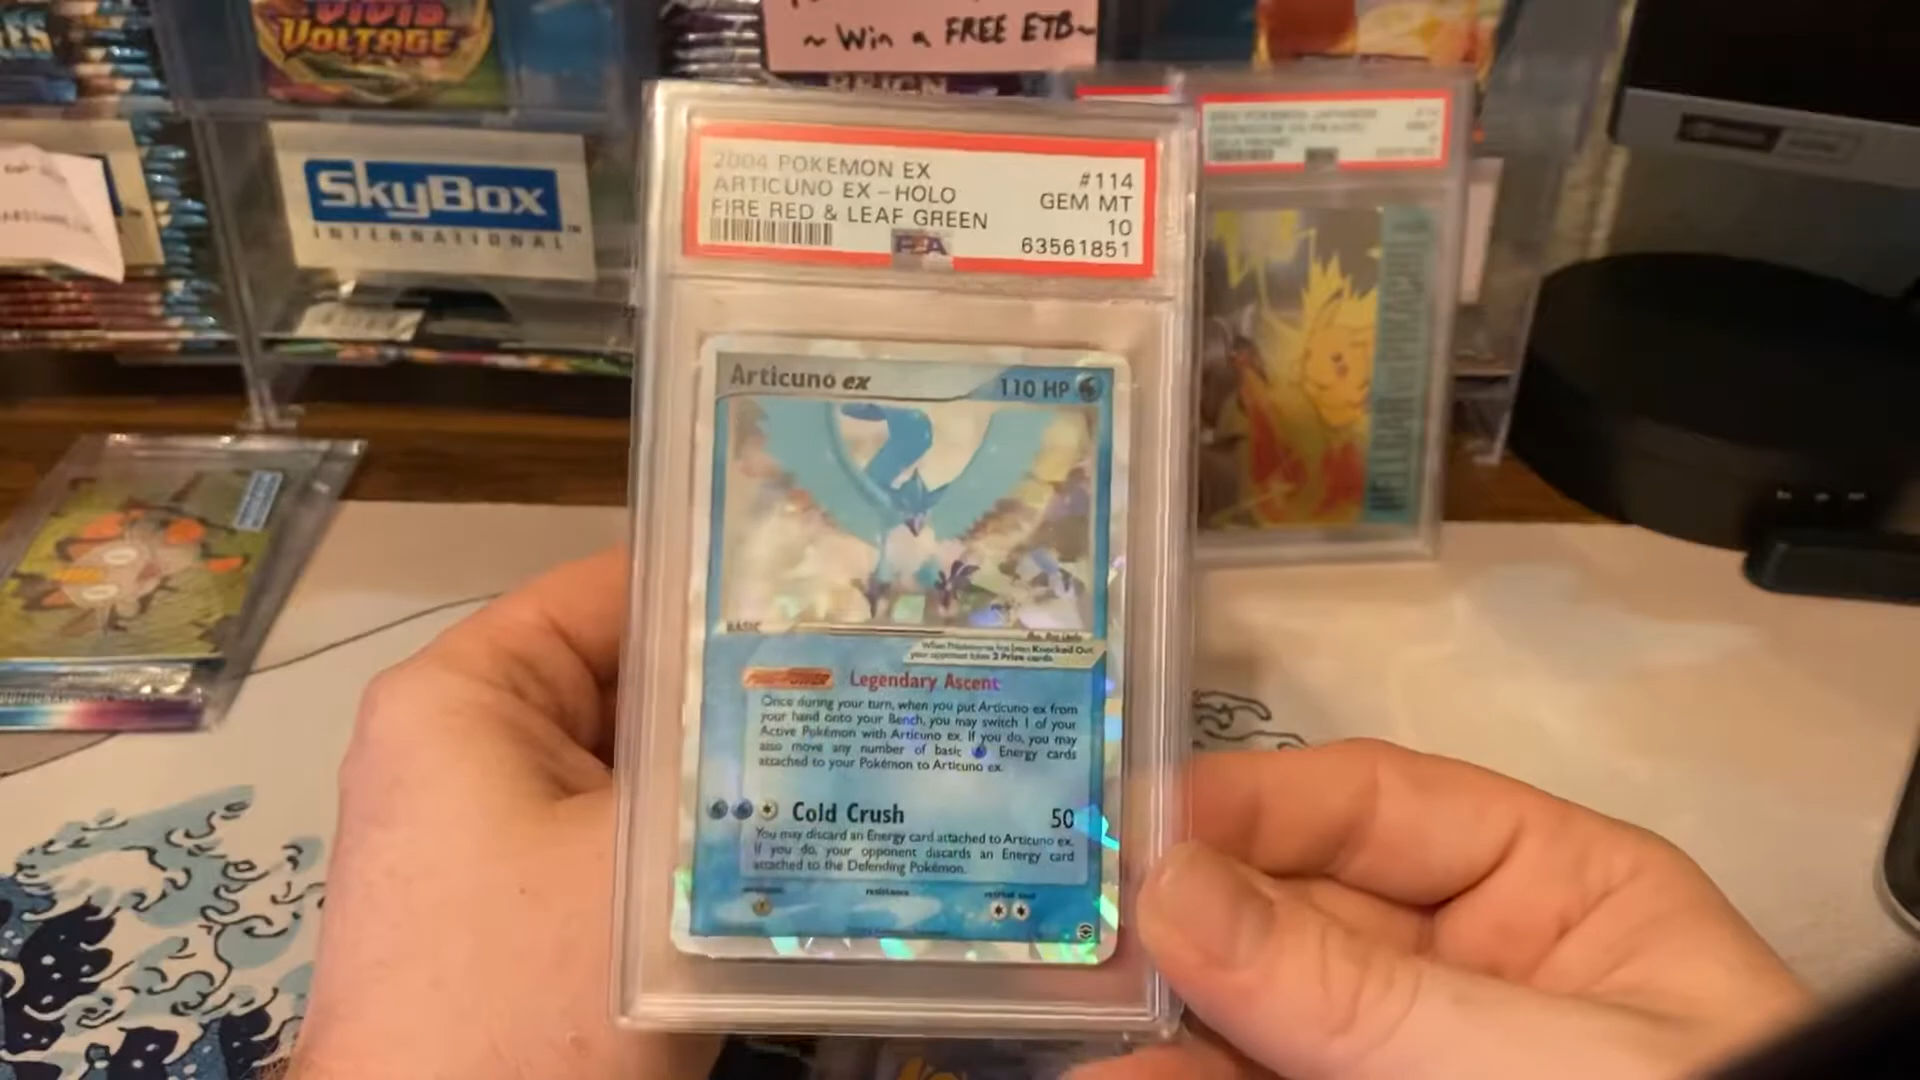 VIVID
VOLTAGE
~ Win a FREE ETB~
REIGN
SkyBox
INTERNATIONAL
2004 POKEMON EX
ARTICUNO EX-HOLO
FIRE RED & LEAF GREEN
#114
GEM MT
10
63561851
PSA
Articuno ex
110 HP
BASIC
When Pokémon-ex has been Knocked Out,
your opponent takes 2 Prize cards.
Legendary Ascent
Once during your turn, when you put Articuno ex from
your hand onto your Bench, you may switch 1 of your
Active Pokémon with Articuno ex. If you do, you may
also move any number of basic Energy cards
attached to your Pokémon to Articuno ex.
Cold Crush 50
You may discard an Energy card attached to Articuno ex.
If you do, your opponent discards an Energy card
attached to the Defending Pokémon.
resistance
retreat cost